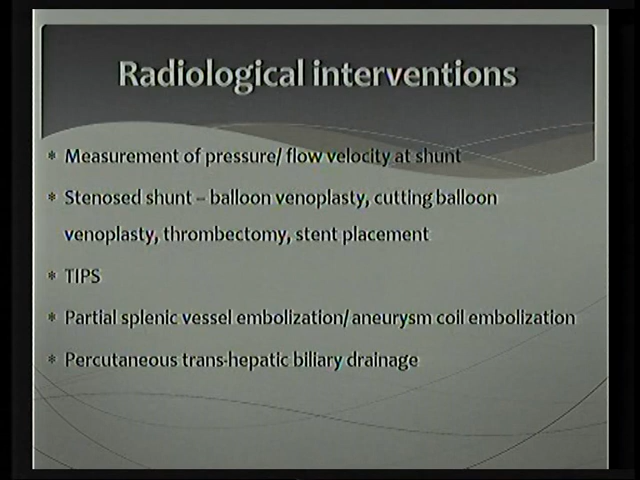 Radiological interventions
* Measurement of pressure/ flow velocity at shunt
* Stenosed shunt – balloon venoplasty, cutting balloon
venoplasty, thrombectomy, stent placement
* TIPS
* Partial splenic vessel embolization/ aneurysm coil embolization
* Percutaneous trans-hepatic biliary drainage